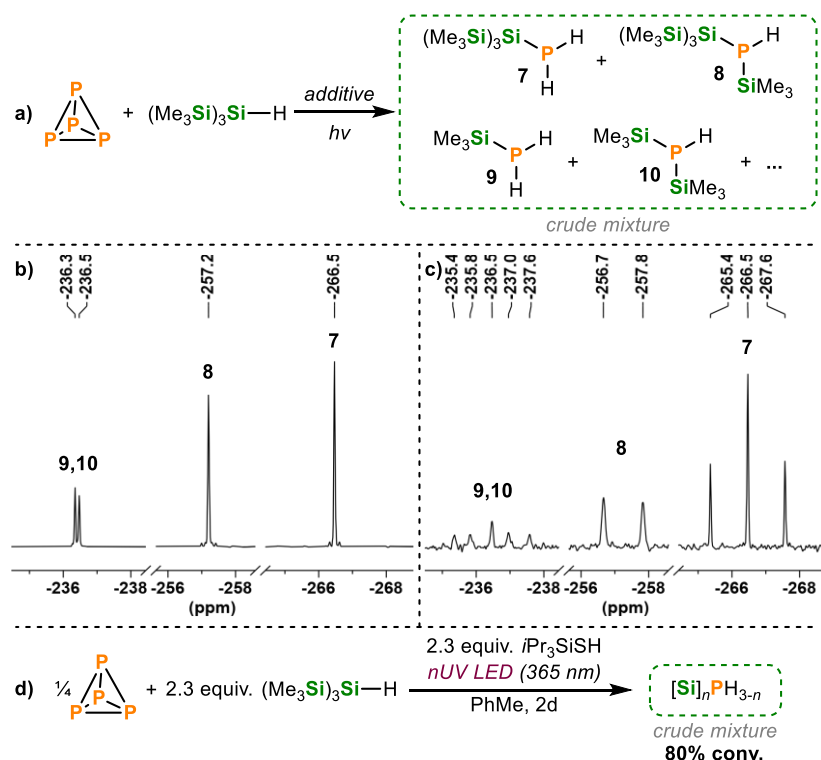 a)
P
P P P
+ (Me₃Si)₃Si—H
additive
hν
(Me₃Si)₃Si P H H
7
+
(Me₃Si)₃Si P H SiMe₃
8
Me₃Si P H H
9
+
Me₃Si P H SiMe₃
10
+ ...
crude mixture
b)
-236.3 -236.5 -257.2 -266.5
7
8
9,10
-236 -238 -256 -258 -266 -268
(ppm)
c)
-235.4 -235.8 -236.5 -237.0 -237.6 -256.7 -257.8 -265.4 -266.5 -267.6
7
8
9,10
-236 -238 -256 -258 -266 -268
(ppm)
d) ¼
P
P P P
+ 2.3 equiv. (Me₃Si)₃Si—H
2.3 equiv. iPr₃SiSH
nUV LED (365 nm)
PhMe, 2d
[Si]ₙPH₃₋ₙ
crude mixture
80% conv.